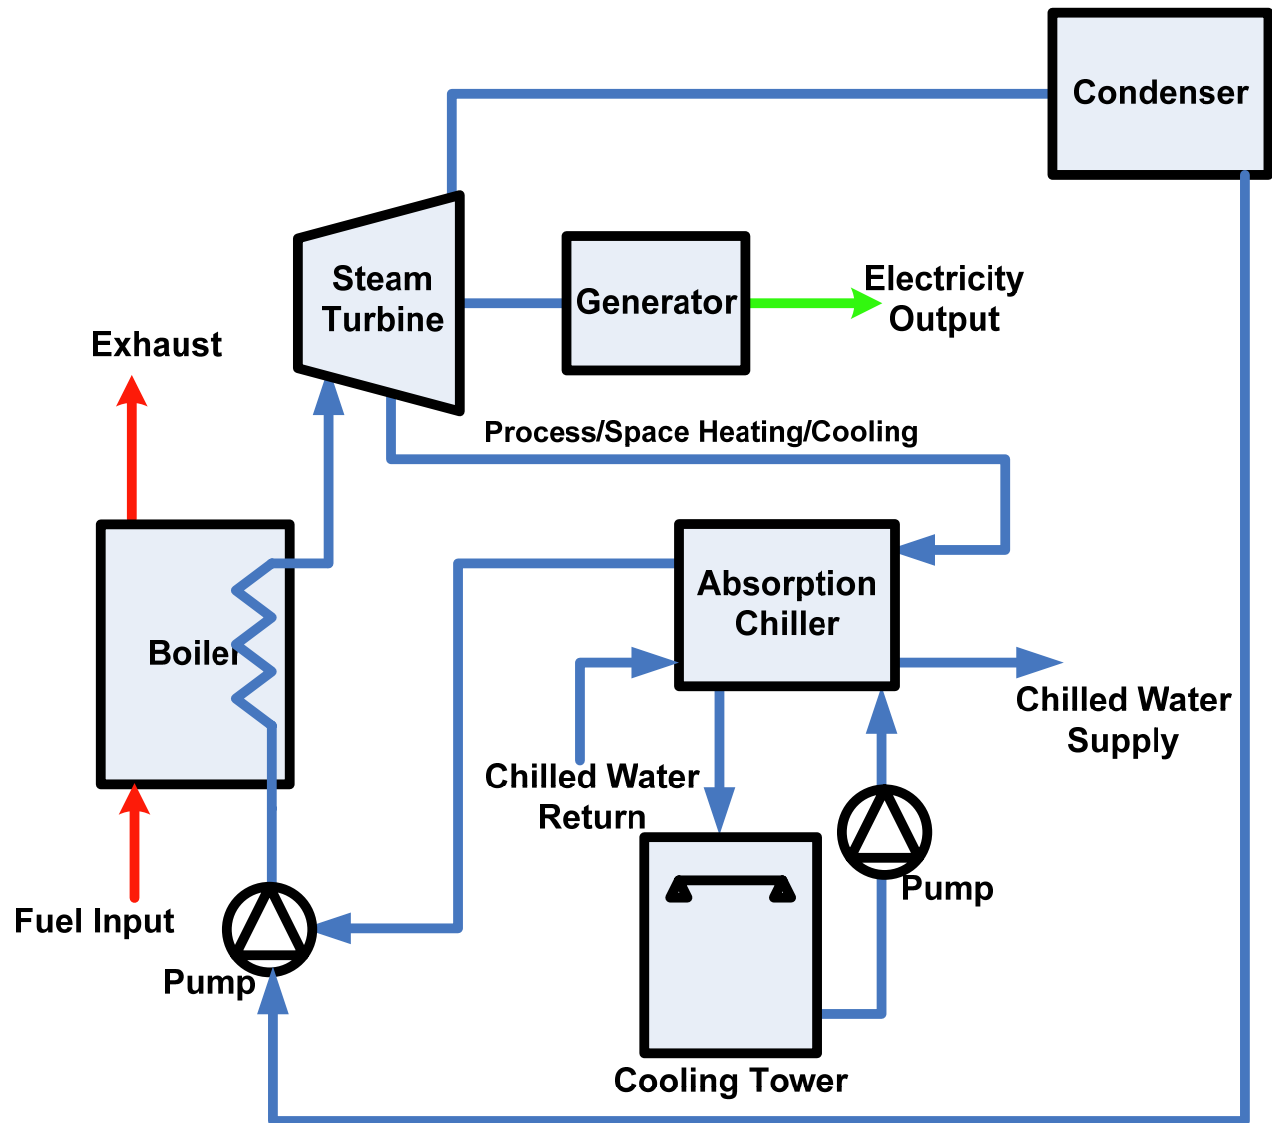 Condenser
Steam
Turbine
Generator
Electricity
Output
Exhaust
Process/Space Heating/Cooling
Absorption
Chiller
Boiler
Chilled Water
Supply
Chilled Water
Return
Pump
Fuel Input
Pump
Cooling Tower